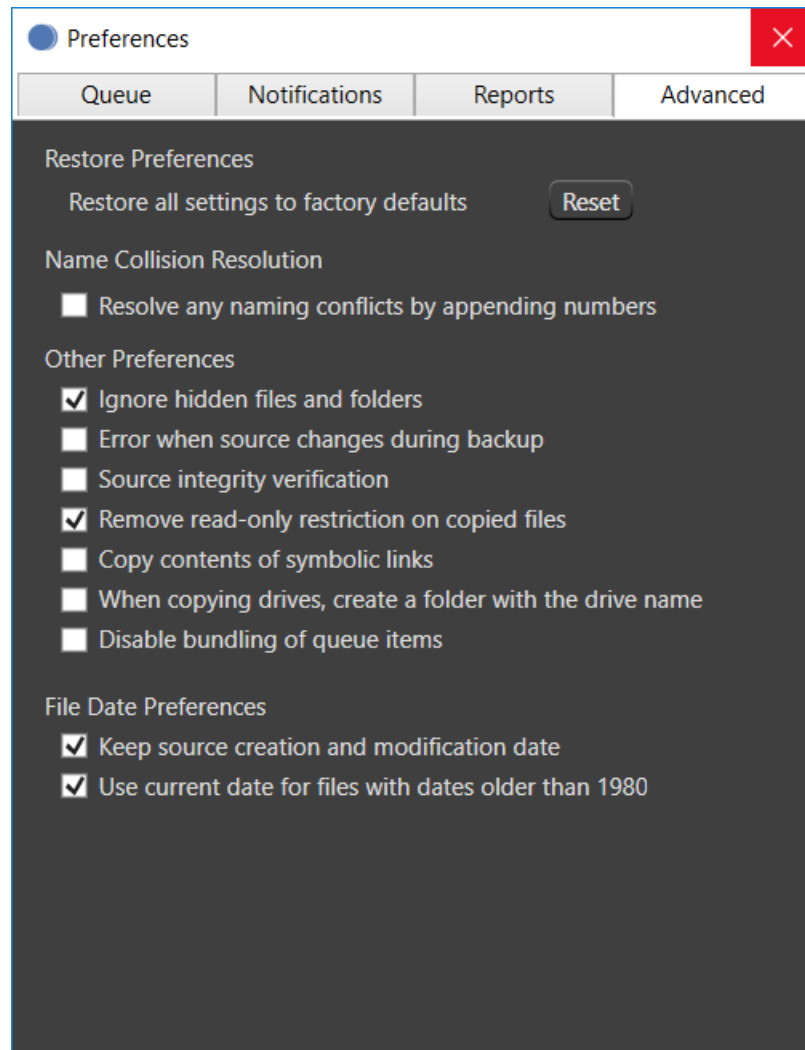 Preferences
Queue Notifications Reports Advanced
Restore Preferences
Restore all settings to factory defaults Reset
Name Collision Resolution
Resolve any naming conflicts by appending numbers
Other Preferences
Ignore hidden files and folders
Error when source changes during backup
Source integrity verification
Remove read-only restriction on copied files
Copy contents of symbolic links
When copying drives, create a folder with the drive name
Disable bundling of queue items
File Date Preferences
Keep source creation and modification date
Use current date for files with dates older than 1980